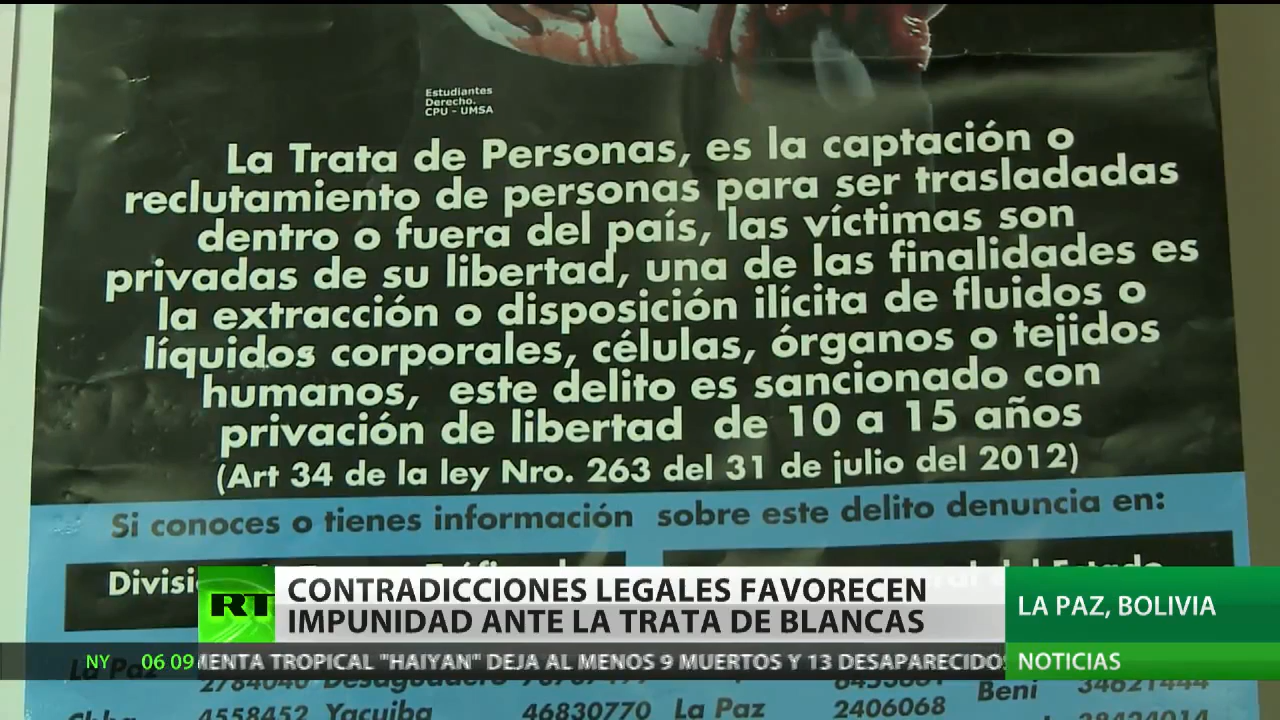 Estudiantes
Derecho.
CPU - UMSA
La Trata de Personas, es la captación o
reclutamiento de personas para ser trasladadas
dentro o fuera del país, las víctimas son
privadas de su libertad, una de las finalidades es
la extracción o disposición ilícita de fluidos o
líquidos corporales, células, órganos o tejidos
humanos, este delito es sancionado con
privación de libertad de 10 a 15 años
(Art 34 de la ley Nro. 263 del 31 de julio del 2012)
Si conoces o tienes información sobre este delito denuncia en:
RT
CONTRADICCIONES LEGALES FAVORECEN
IMPUNIDAD ANTE LA TRATA DE BLANCAS
LA PAZ, BOLIVIA
NY 06 09 MENTA TROPICAL "HAIYAN" DEJA AL MENOS 9 MUERTOS Y 13 DESAPARECIDOS
NOTICIAS
La Paz Desaguadero Beni 34621444
4558452 Yacuiba 46830770 La Paz 2406068